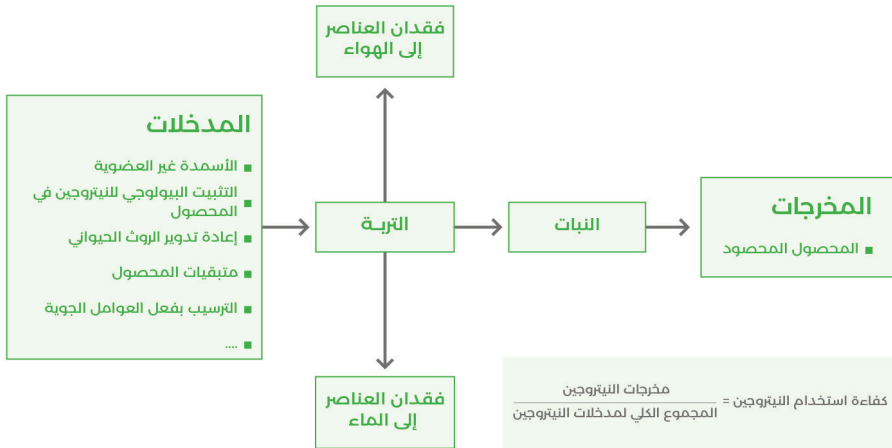 فقدان العناصر
إلى الهواء
المدخلات
الأسمدة غير العضوية
التثبيت البيولوجي للنيتروجين في
المحصول
إعادة تدوير الروث الحيواني
متبقيات المحصول
الترسيب بفعل العوامل الجوية
....
التربــة
النبات
المخرجات
المحصول المحصود
فقدان العناصر
إلى الماء
كفاءة استخدام النيتروجين =
مخرجات النيتروجين
المجموع الكلي لمدخلات النيتروجين